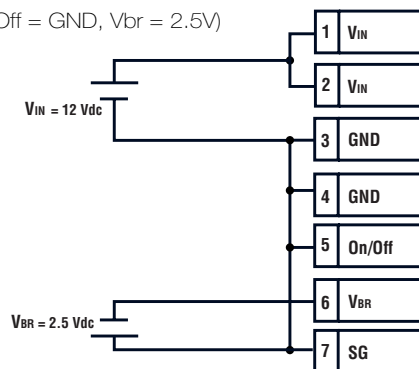 Off = GND, Vbr = 2.5V)
1 VIN
2 VIN
VIN = 12 Vdc
3 GND
4 GND
5 On/Off
6 VBR
VBR = 2.5 Vdc
7 SG